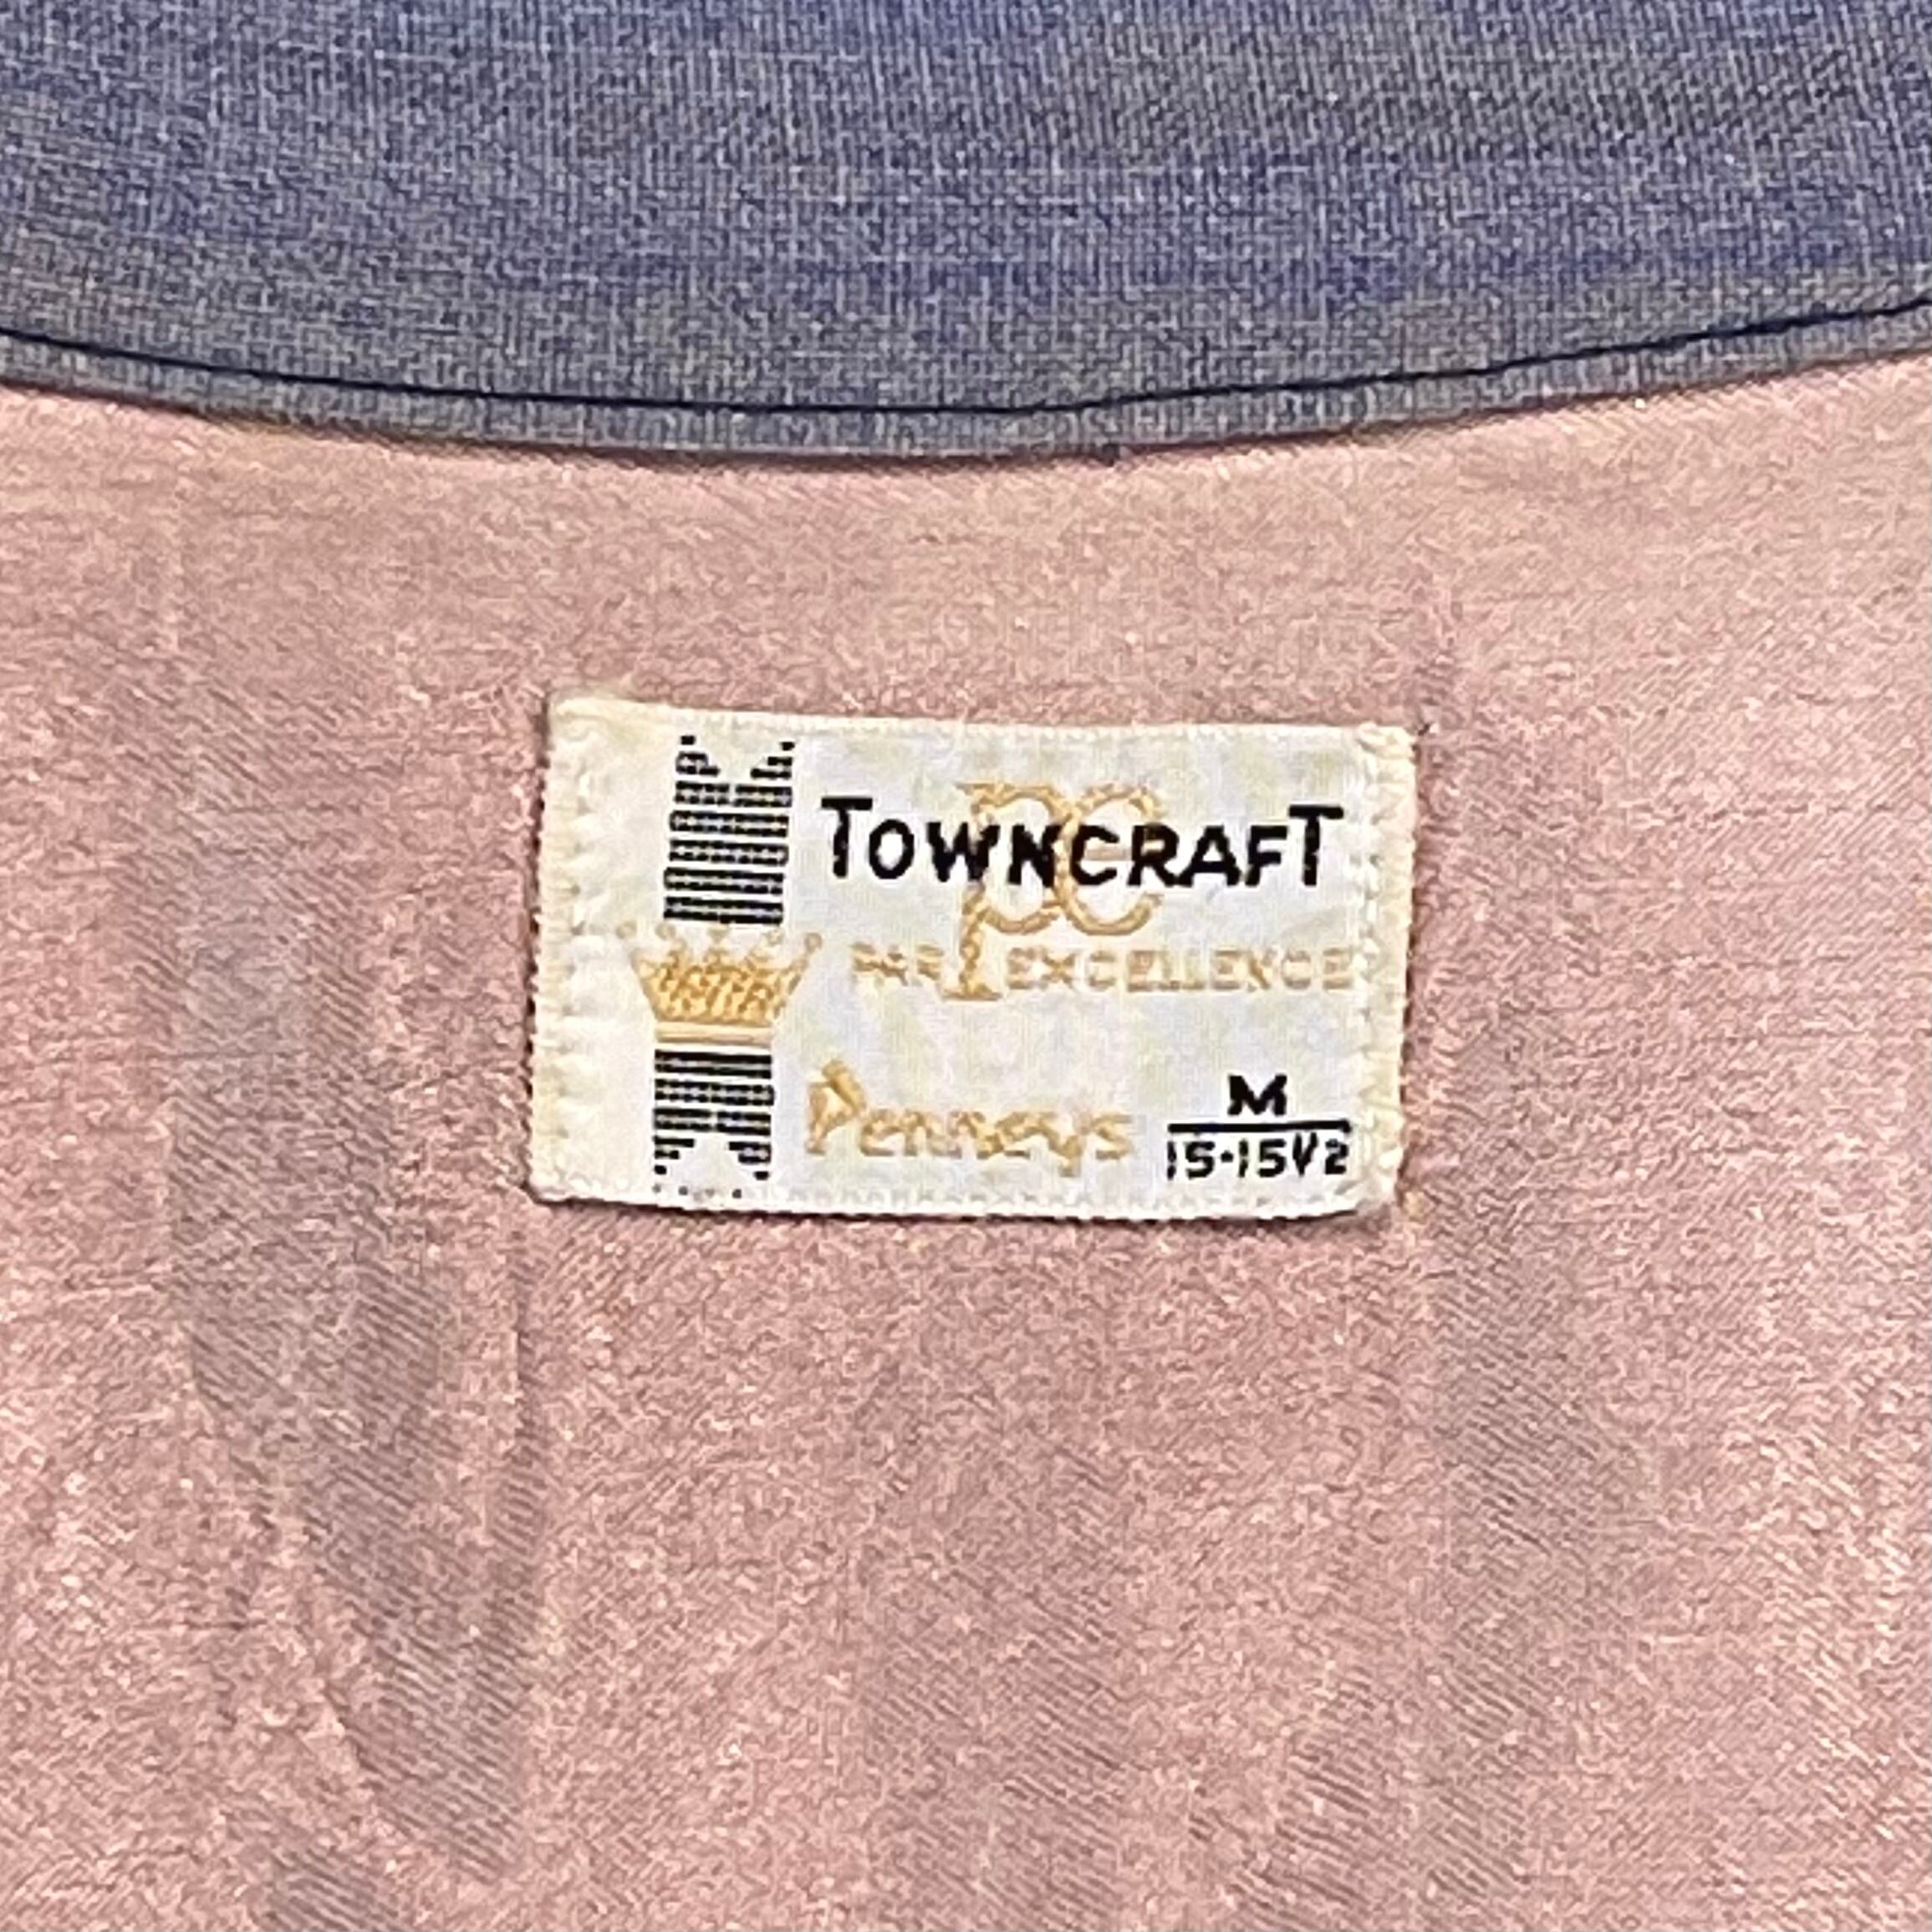 TOWNCRAFT
pc
PAR EXCELLENCE
Penneys
M
15-15½